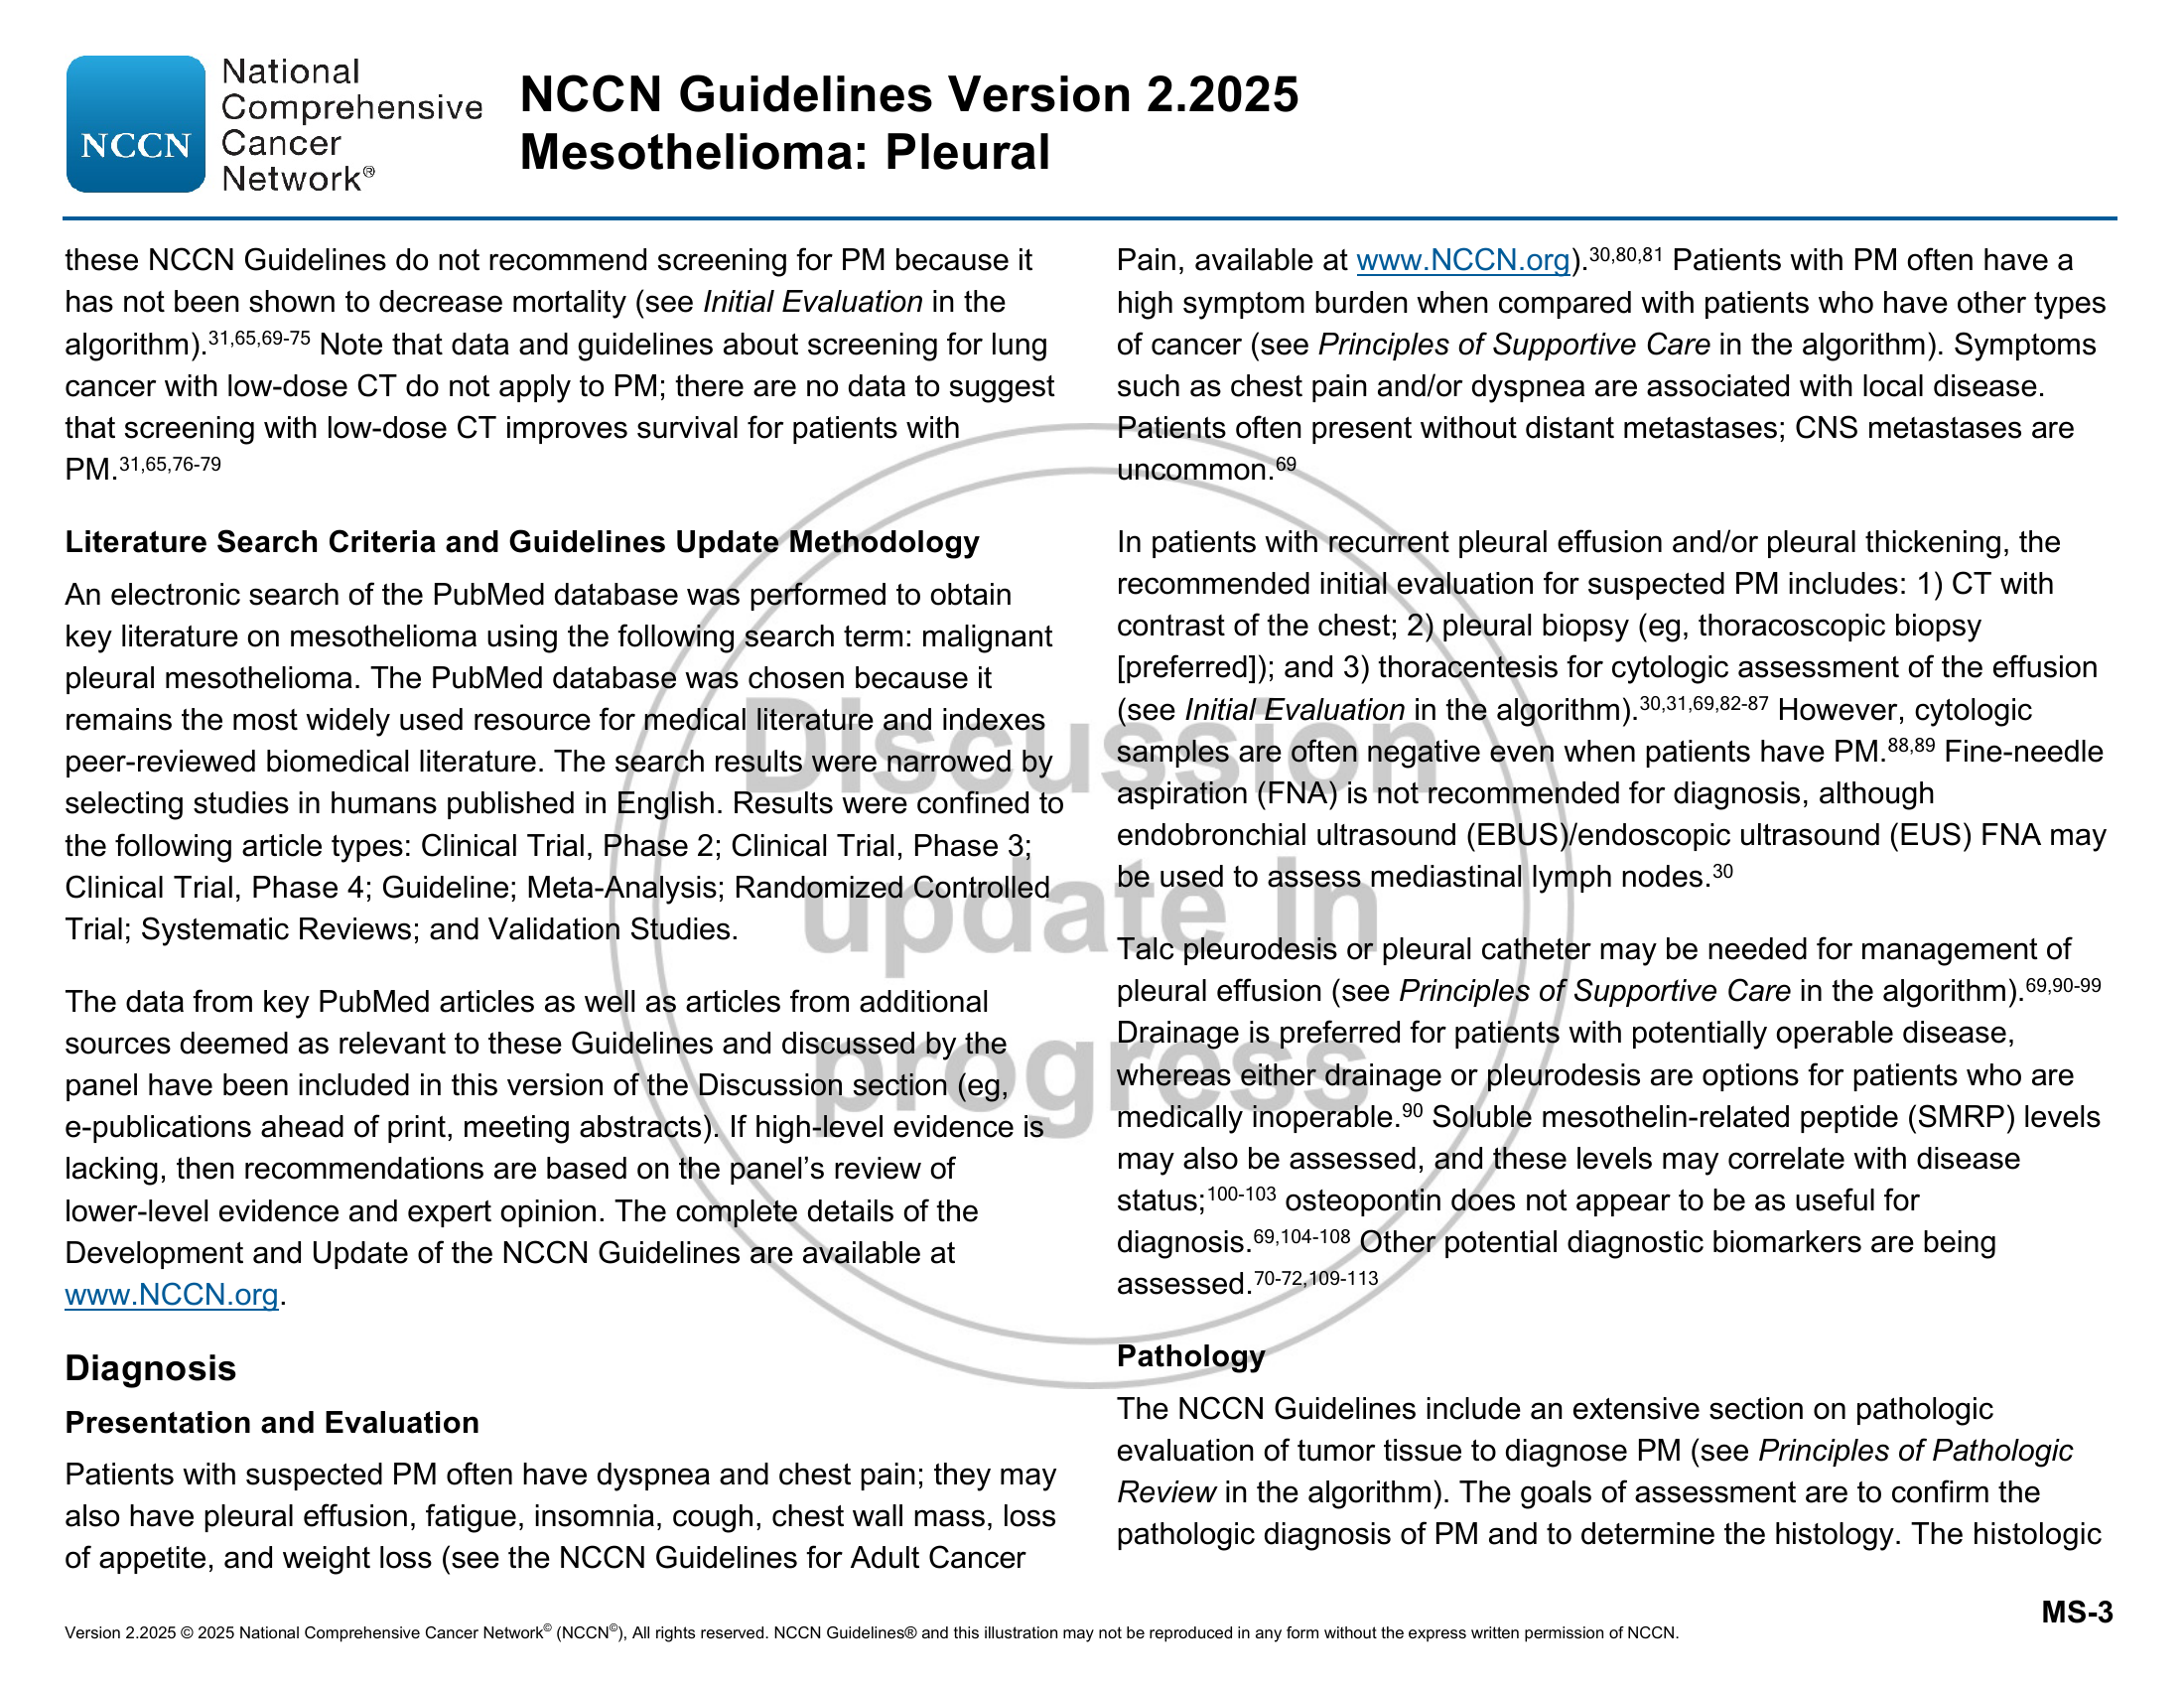 National
Comprehensive
NCCN
Cancer
Network®
NCCN Guidelines Version 2.2025
Mesothelioma: Pleural
these NCCN Guidelines do not recommend screening for PM because it
has not been shown to decrease mortality (see Initial Evaluation in the
algorithm).31,65,69-75 Note that data and guidelines about screening for lung
cancer with low-dose CT do not apply to PM; there are no data to suggest
that screening with low-dose CT improves survival for patients with
PM.31,65,76-79
Literature Search Criteria and Guidelines Update Methodology
An electronic search of the PubMed database was performed to obtain
key literature on mesothelioma using the following search term: malignant
pleural mesothelioma. The PubMed database was chosen because it
remains the most widely used resource for medical literature and indexes
peer-reviewed biomedical literature. The search results were narrowed by
selecting studies in humans published in English. Results were confined to
the following article types: Clinical Trial, Phase 2; Clinical Trial, Phase 3;
Clinical Trial, Phase 4; Guideline; Meta-Analysis; Randomized Controlled
Trial; Systematic Reviews; and Validation Studies.
The data from key PubMed articles as well as articles from additional
sources deemed as relevant to these Guidelines and discussed by the
panel have been included in this version of the Discussion section (eg,
e-publications ahead of print, meeting abstracts). If high-level evidence is
lacking, then recommendations are based on the panel's review of
lower-level evidence and expert opinion. The complete details of the
Development and Update of the NCCN Guidelines are available at
www.NCCN.org.
Diagnosis
Presentation and Evaluation
Patients with suspected PM often have dyspnea and chest pain; they may
also have pleural effusion, fatigue, insomnia, cough, chest wall mass, loss
of appetite, and weight loss (see the NCCN Guidelines for Adult Cancer
Pain, available at www.NCCN.org).30,80,81 Patients with PM often have a
high symptom burden when compared with patients who have other types
of cancer (see Principles of Supportive Care in the algorithm). Symptoms
such as chest pain and/or dyspnea are associated with local disease.
Patients often present without distant metastases; CNS metastases are
uncommon.69
In patients with recurrent pleural effusion and/or pleural thickening, the
recommended initial evaluation for suspected PM includes: 1) CT with
contrast of the chest; 2) pleural biopsy (eg, thoracoscopic biopsy
[preferred]); and 3) thoracentesis for cytologic assessment of the effusion
(see Initial Evaluation in the algorithm).30,31,69,82-87 However, cytologic
samples are often negative even when patients have PM.88,89 Fine-needle
aspiration (FNA) is not recommended for diagnosis, although
endobronchial ultrasound (EBUS)/endoscopic ultrasound (EUS) FNA may
be used to assess mediastinal lymph nodes.30
Talc pleurodesis or pleural catheter may be needed for management of
pleural effusion (see Principles of Supportive Care in the algorithm).69,90-99
Drainage is preferred for patients with potentially operable disease,
whereas either drainage or pleurodesis are options for patients who are
medically inoperable.90 Soluble mesothelin-related peptide (SMRP) levels
may also be assessed, and these levels may correlate with disease
status;100-103 osteopontin does not appear to be as useful for
diagnosis.69,104-108 Other potential diagnostic biomarkers are being
assessed.70-72,109-113
Pathology
The NCCN Guidelines include an extensive section on pathologic
evaluation of tumor tissue to diagnose PM (see Principles of Pathologic
Review in the algorithm). The goals of assessment are to confirm the
pathologic diagnosis of PM and to determine the histology. The histologic
Discussion
update in
progress
MS-3
Version 2.2025 © 2025 National Comprehensive Cancer Network© (NCCN©), All rights reserved. NCCN Guidelines® and this illustration may not be reproduced in any form without the express written permission of NCCN.